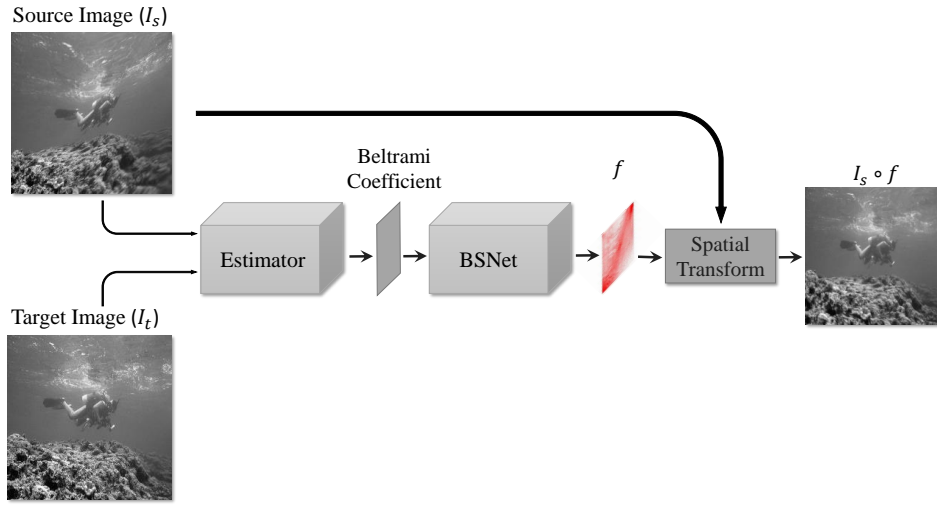 Source Image (I_s)
Beltrami
Coefficient
f
I_s ∘ f
Estimator
BSNet
Spatial
Transform
Target Image (I_t)